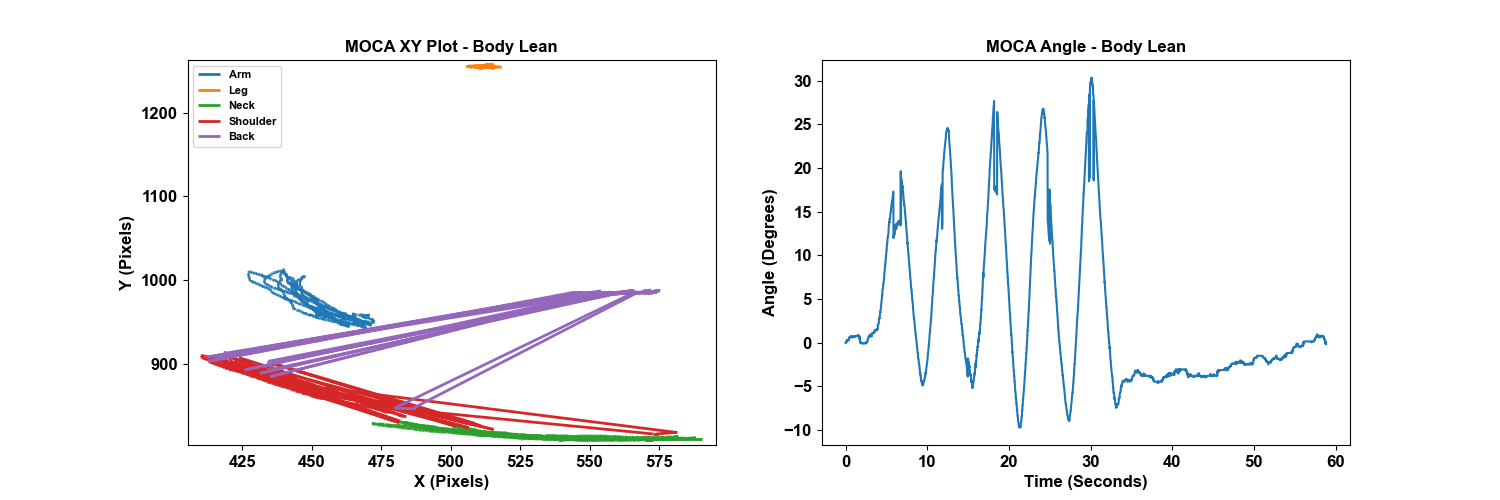 MOCA XY Plot - Body Lean
Arm
Leg
Neck
Shoulder
Back
1200
1100
1000
900
Y (Pixels)
425 450 475 500 525 550 575
X (Pixels)
MOCA Angle - Body Lean
30
25
20
15
10
5
0
−5
−10
Angle (Degrees)
0 10 20 30 40 50 60
Time (Seconds)